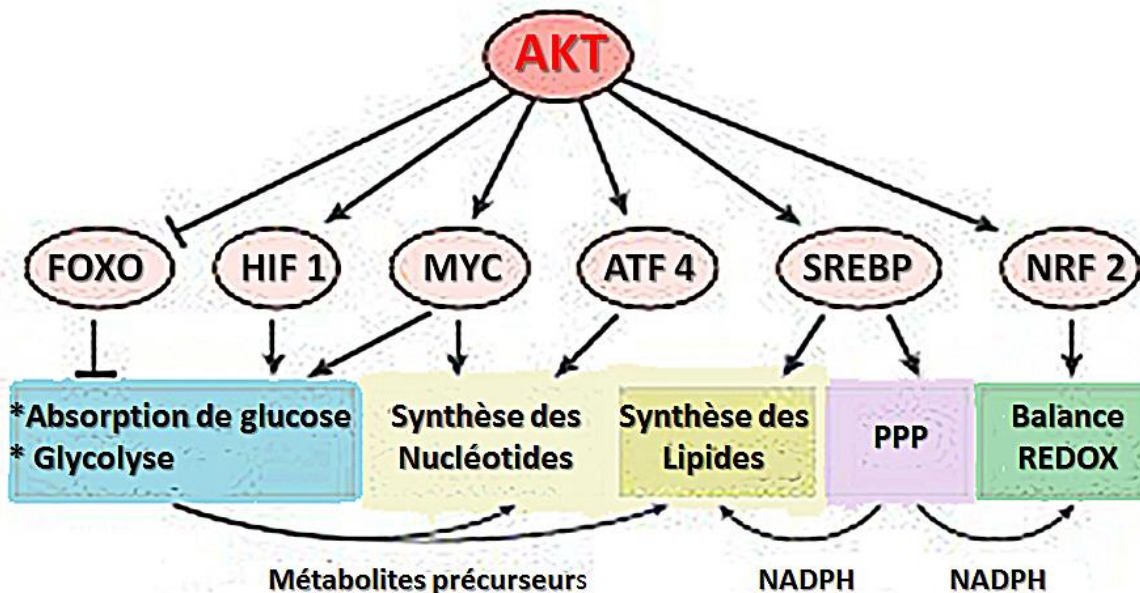 AKT
FOXO
HIF 1
MYC
ATF 4
SREBP
NRF 2
*Absorption de glucose
* Glycolyse
Synthèse des
Nucléotides
Synthèse des
Lipides
PPP
Balance
REDOX
Métabolites précurseurs
NADPH
NADPH